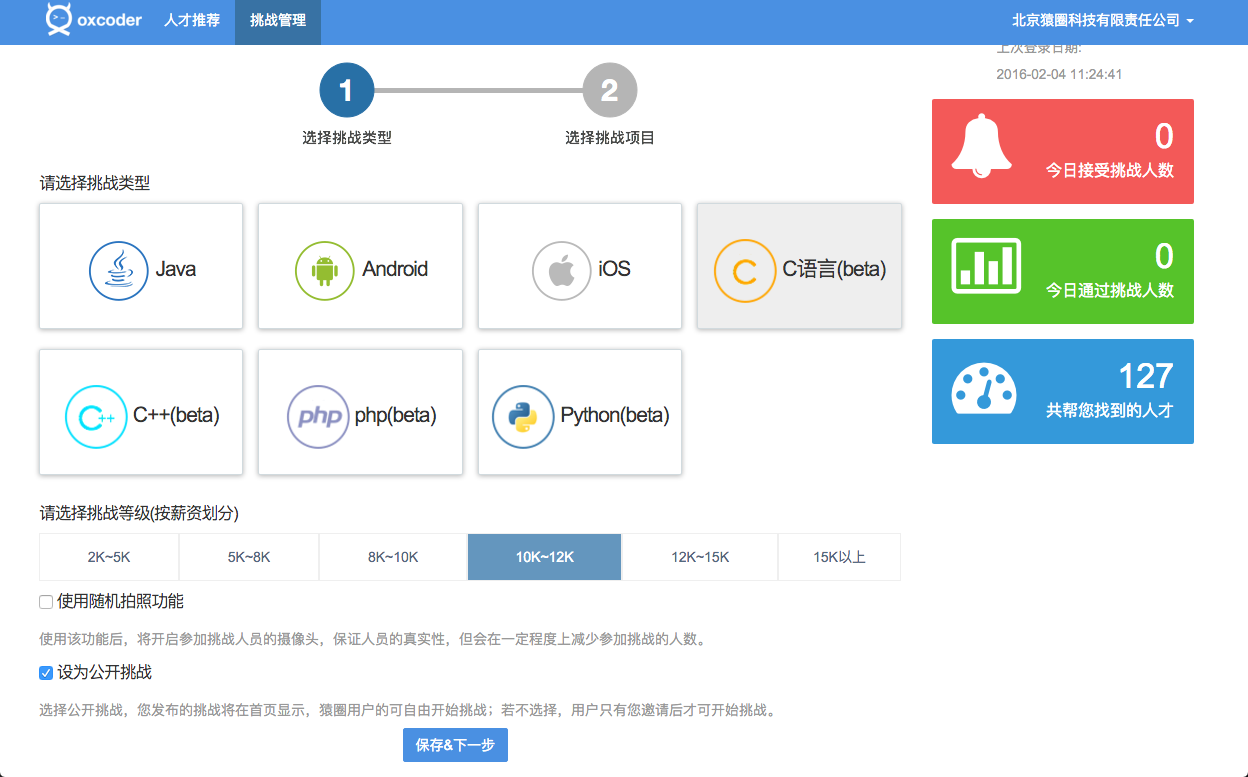 oxcoder 人才推荐 挑战管理 北京猿圈科技有限责任公司
上次登录日期:
2016-02-04 11:24:41
1 2
选择挑战类型 选择挑战项目
0
今日接受挑战人数
请选择挑战类型
Java Android iOS C语言(beta)
0
今日通过挑战人数
C++ C++(beta) php php(beta) Python(beta)
127
共帮您找到的人才
请选择挑战等级(按薪资划分)
2K~5K 5K~8K 8K~10K 10K~12K 12K~15K 15K以上
使用随机拍照功能
使用该功能后，将开启参加挑战人员的摄像头，保证人员的真实性，但会在一定程度上减少参加挑战的人数。
设为公开挑战
选择公开挑战，您发布的挑战将在首页显示，猿圈用户的可自由开始挑战；若不选择，用户只有您邀请后才可开始挑战。
保存&下一步